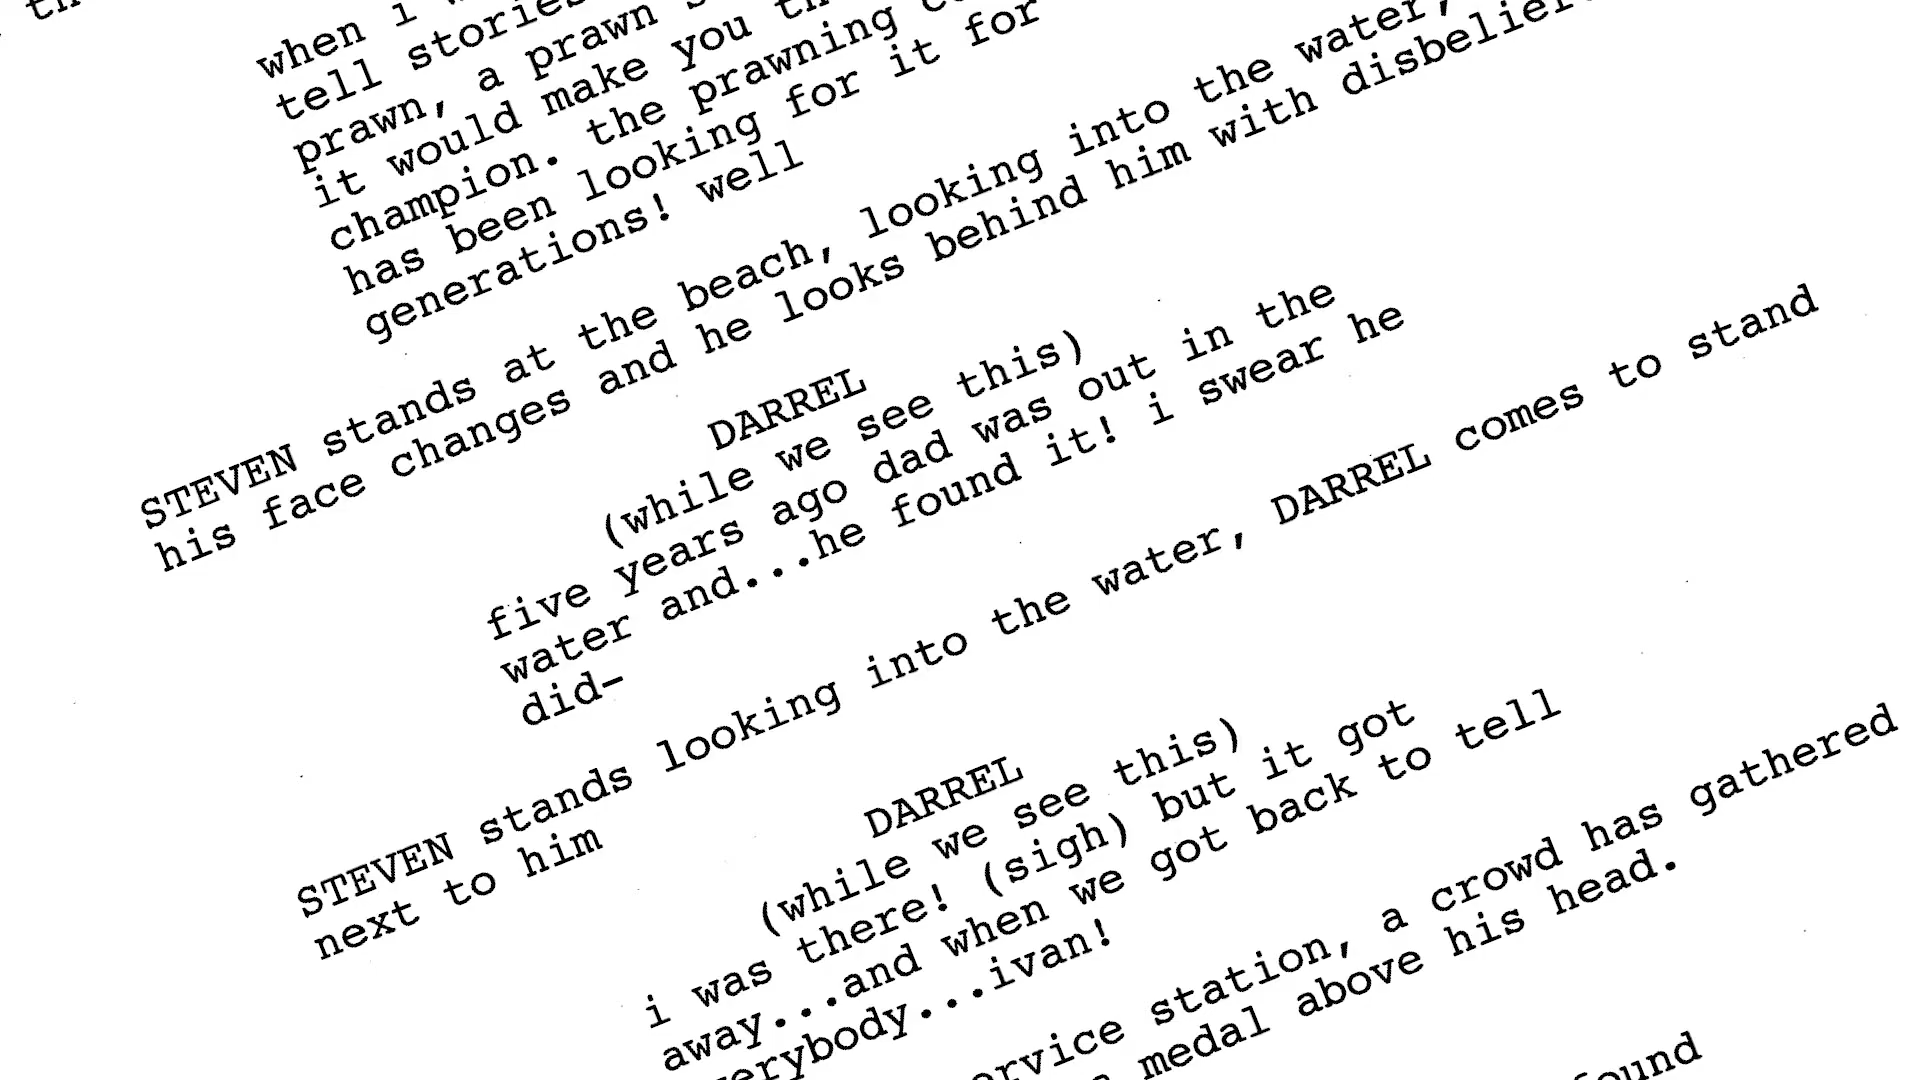 when i
tell stories
prawn, a prawn
it would make you
champion. the prawning
has been looking for it for
generations! well
STEVEN stands at the beach, looking into the water,
his face changes and he looks behind him with disbelief
DARREL
(while we see this)
five years ago dad was out in the
water and...he found it! i swear he
did-
STEVEN stands looking into the water, DARREL comes to stand
next to him
DARREL
(while we see this)
i was there! (sigh) but it got
away...and when we got back to tell
erybody...ivan!
ervice station, a crowd has gathered
medal above his head.
found